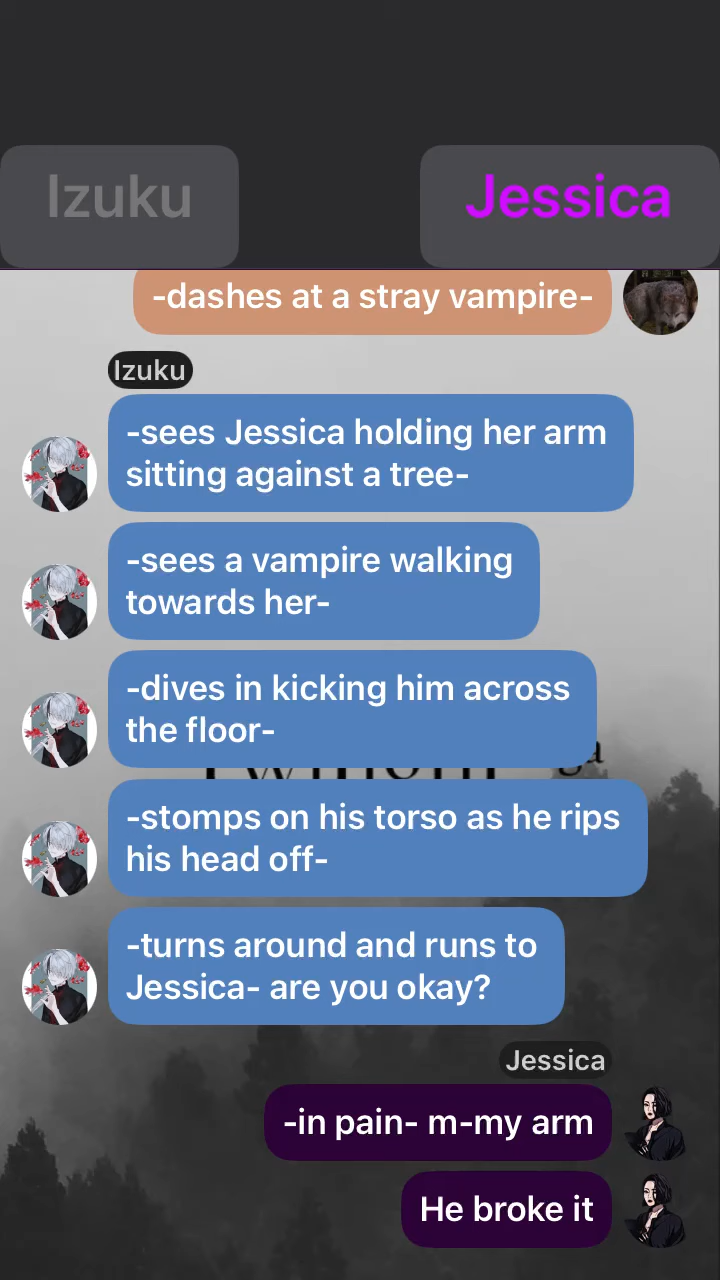 Izuku
Jessica
-dashes at a stray vampire-
Izuku
-sees Jessica holding her arm
sitting against a tree-
-sees a vampire walking
towards her-
-dives in kicking him across
the floor-
-stomps on his torso as he rips
his head off-
-turns around and runs to
Jessica- are you okay?
Jessica
-in pain- m-my arm
He broke it